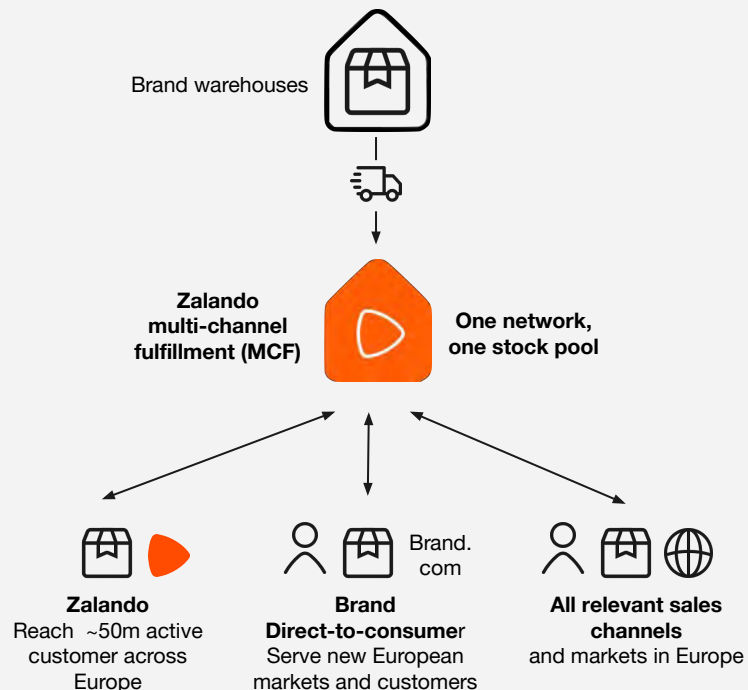 Brand warehouses
Zalando
multi-channel
fulfillment (MCF)
One network,
one stock pool
Brand.
com
Zalando
Reach ~50m active
customer across
Europe
Brand
Direct-to-consumer
Serve new European
markets and customers
All relevant sales
channels
and markets in Europe